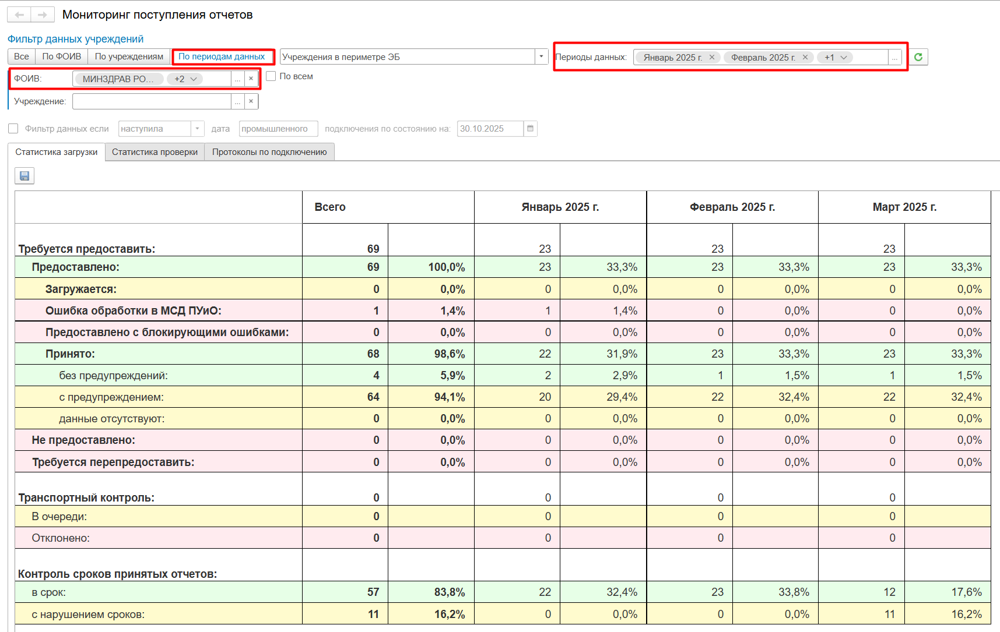 Мониторинг поступления отчетов
Фильтр данных учреждений
Все По ФОИВ По учреждениям По периодам данных Учреждения в периметре ЭБ Периоды данных: Январь 2025 г. × Февраль 2025 г. × +1 ...
ФОИВ: МИНЗДРАВ РО... +2 ... × По всем
Учреждение: ... ×
Фильтр данных если наступила дата промышленного подключения по состоянию на: 30.10.2025
Статистика загрузки Статистика проверки Протоколы по подключению
Всего Январь 2025 г. Февраль 2025 г. Март 2025 г.
Требуется предоставить: 69 23 23 23
Предоставлено: 69 100,0% 23 33,3% 23 33,3% 23 33,3%
Загружается: 0 0,0% 0 0,0% 0 0,0% 0 0,0%
Ошибка обработки в МСД ПУиО: 1 1,4% 1 1,4% 0 0,0% 0 0,0%
Предоставлено с блокирующими ошибками: 0 0,0% 0 0,0% 0 0,0% 0 0,0%
Принято: 68 98,6% 22 31,9% 23 33,3% 23 33,3%
без предупреждений: 4 5,9% 2 2,9% 1 1,5% 1 1,5%
с предупреждением: 64 94,1% 20 29,4% 22 32,4% 22 32,4%
данные отсутствуют: 0 0,0% 0 0,0% 0 0,0% 0 0,0%
Не предоставлено: 0 0,0% 0 0,0% 0 0,0% 0 0,0%
Требуется перепредоставить: 0 0,0% 0 0,0% 0 0,0% 0 0,0%
Транспортный контроль: 0 0 0 0
В очереди: 0 0 0 0
Отклонено: 0 0 0 0
Контроль сроков принятых отчетов:
в срок: 57 83,8% 22 32,4% 23 33,8% 12 17,6%
с нарушением сроков: 11 16,2% 0 0,0% 0 0,0% 11 16,2%